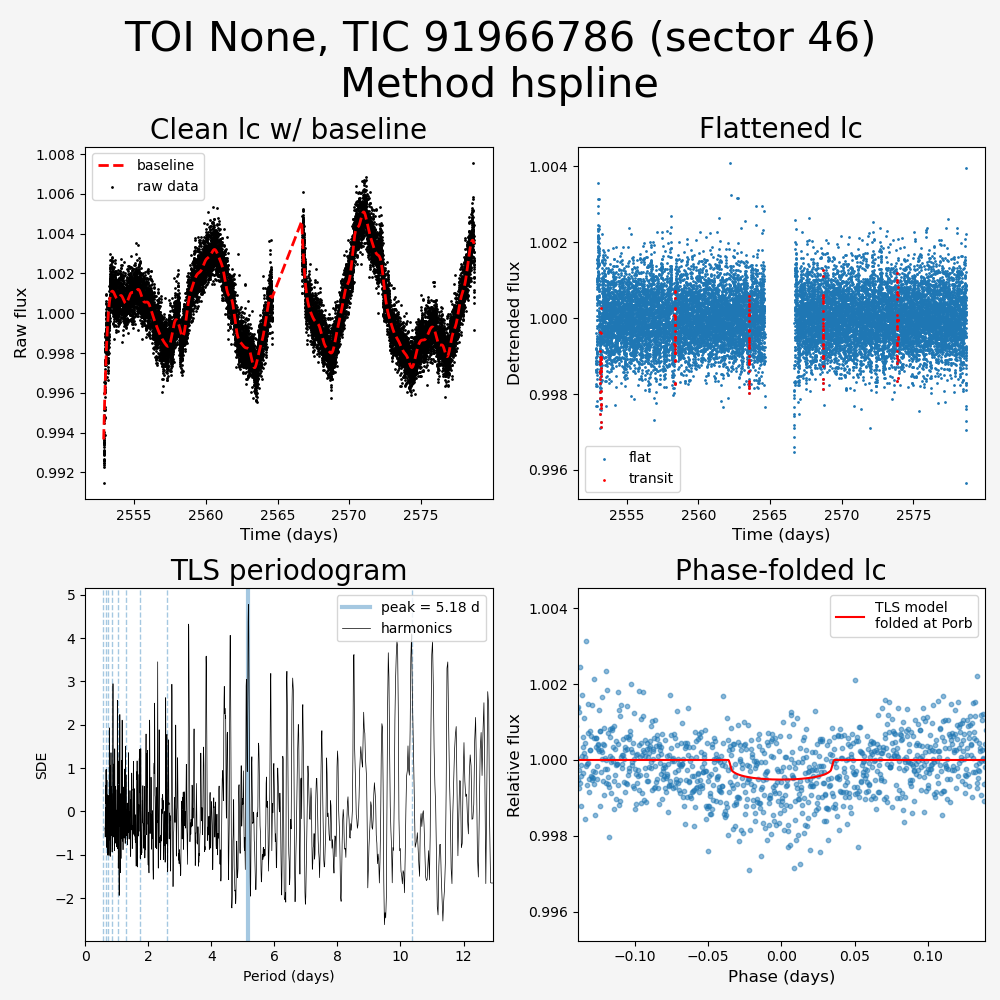 TOI None, TIC 91966786 (sector 46)
Method hspline
Clean lc w/ baseline
baseline
raw data
1.008
1.006
1.004
1.002
1.000
0.998
0.996
0.994
0.992
Raw flux
2555
2560
2565
2570
2575
Time (days)
Flattened lc
1.004
1.002
1.000
0.998
0.996
Detrended flux
flat
transit
2555
2560
2565
2570
2575
Time (days)
TLS periodogram
peak = 5.18 d
harmonics
5
4
3
2
1
0
−1
−2
SDE
0
2
4
6
8
10
12
Period (days)
Phase-folded lc
TLS model
folded at Porb
1.004
1.002
1.000
0.998
0.996
Relative flux
−0.10
−0.05
0.00
0.05
0.10
Phase (days)